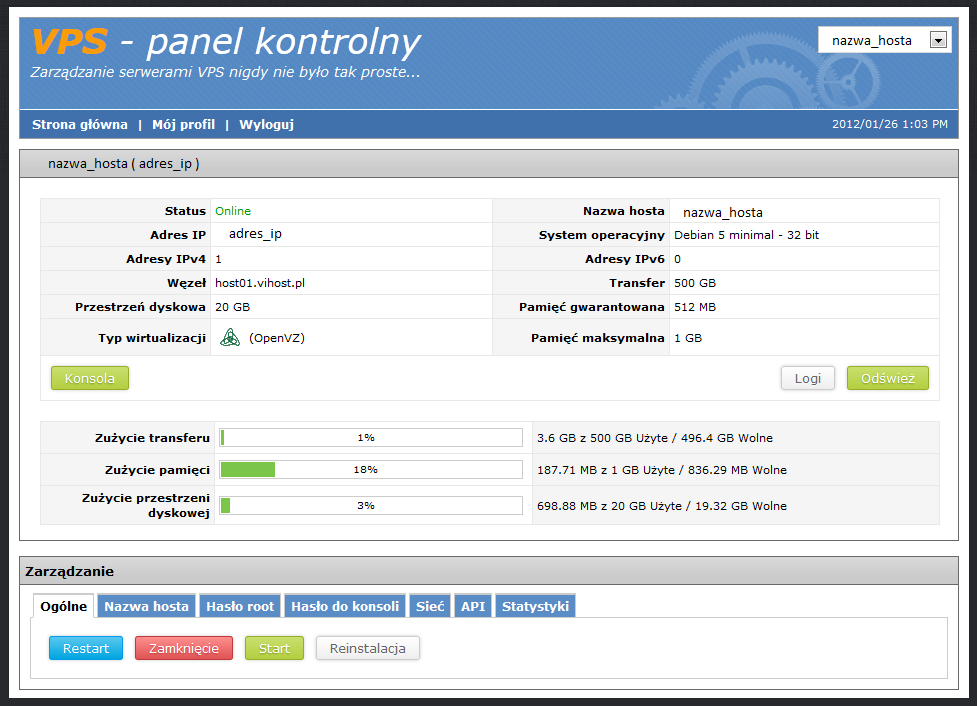 VPS - panel kontrolny
nazwa_hosta
Zarządzanie serwerami VPS nigdy nie było tak proste...
Strona główna | Mój profil | Wyloguj 2012/01/26 1:03 PM
nazwa_hosta ( adres_ip )
Status Online Nazwa hosta nazwa_hosta
Adres IP adres_ip System operacyjny Debian 5 minimal - 32 bit
Adresy IPv4 1 Adresy IPv6 0
Węzeł host01.vihost.pl Transfer 500 GB
Przestrzeń dyskowa 20 GB Pamięć gwarantowana 512 MB
Typ wirtualizacji (OpenVZ) Pamięć maksymalna 1 GB
Konsola Logi Odśwież
Zużycie transferu 1% 3.6 GB z 500 GB Użyte / 496.4 GB Wolne
Zużycie pamięci 18% 187.71 MB z 1 GB Użyte / 836.29 MB Wolne
Zużycie przestrzeni
dyskowej 3% 698.88 MB z 20 GB Użyte / 19.32 GB Wolne
Zarządzanie
Ogólne Nazwa hosta Hasło root Hasło do konsoli Sieć API Statystyki
Restart Zamknięcie Start Reinstalacja